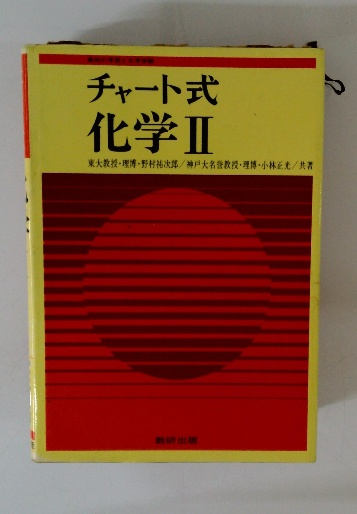 チャート式
化学Ⅱ
東大教授・理博・野村祐次郎／神戸大名誉教授・理博・小林正光／共著
数研出版